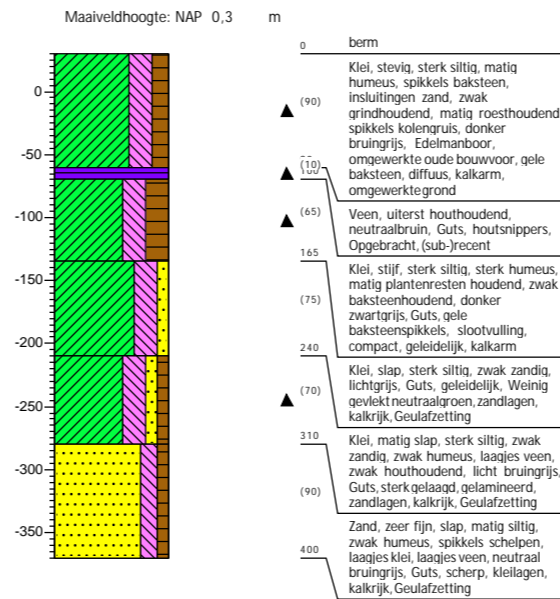 Maaiveldhoogte: NAP 0,3 m
0 berm
Klei, stevig, sterk siltig, matig
humeus, spikkels baksteen,
insluitingen zand, zwak
grindhoudend, matig roesthoudend,
spikkels kolengruis, donker
bruingrijs, Edelmanboor,
omgewerkte oude bouwvoor, gele
baksteen, diffuus, kalkarm,
omgewerktegrond
(90)
(10)
100
Veen, uiterst houthoudend,
neutraalbruin, Guts, houtsnippers,
Opgebracht, (sub-)recent
(65)
165
Klei, stijf, sterk siltig, sterk humeus,
matig plantenresten houdend, zwak
baksteenhoudend, donker
zwartgrijs, Guts, gele
baksteenspikkels, slootvulling,
compact, geleidelijk, kalkarm
(75)
240
Klei, slap, sterk siltig, zwak zandig,
lichtgrijs, Guts, geleidelijk, Weinig
gevlekt neutraalgroen, zandlagen,
kalkrijk, Geulafzetting
(70)
310
Klei, matig slap, sterk siltig, zwak
zandig, zwak humeus, laagjes veen,
zwak houthoudend, licht bruingrijs,
Guts, sterk gelaagd, gelamineerd,
zandlagen, kalkrijk, Geulafzetting
(90)
400
Zand, zeer fijn, slap, matig siltig,
zwak humeus, spikkels schelpen,
laagjes klei, laagjes veen, neutraal
bruingrijs, Guts, scherp, kleilagen,
kalkrijk, Geulafzetting
0
-50
-100
-150
-200
-250
-300
-350